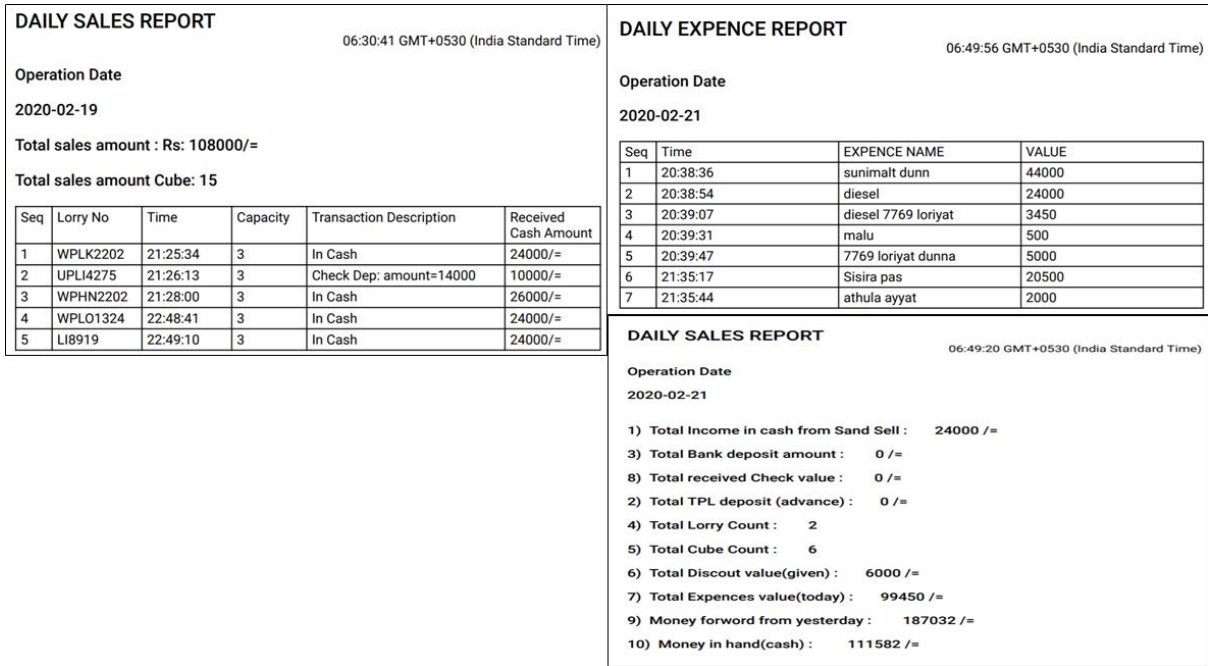 DAILY SALES REPORT
06:30:41 GMT+0530 (India Standard Time)
Operation Date
2020-02-19
Total sales amount : Rs: 108000/=
Total sales amount Cube: 15
Seq Lorry No Time Capacity Transaction Description Received Cash Amount
1 WPLK2202 21:25:34 3 In Cash 24000/=
2 UPLI4275 21:26:13 3 Check Dep: amount=14000 10000/=
3 WPHN2202 21:28:00 3 In Cash 26000/=
4 WPLO1324 22:48:41 3 In Cash 24000/=
5 LI8919 22:49:10 3 In Cash 24000/=
DAILY EXPENCE REPORT
06:49:56 GMT+0530 (India Standard Time)
Operation Date
2020-02-21
Seq Time EXPENCE NAME VALUE
1 20:38:36 sunimalt dunn 44000
2 20:38:54 diesel 24000
3 20:39:07 diesel 7769 loriyat 3450
4 20:39:31 malu 500
5 20:39:47 7769 loriyat dunna 5000
6 21:35:17 Sisira pas 20500
7 21:35:44 athula ayyat 2000
DAILY SALES REPORT
06:49:20 GMT+0530 (India Standard Time)
Operation Date
2020-02-21
1) Total Income in cash from Sand Sell : 24000 /=
3) Total Bank deposit amount : 0 /=
8) Total received Check value : 0 /=
2) Total TPL deposit (advance) : 0 /=
4) Total Lorry Count : 2
5) Total Cube Count : 6
6) Total Discout value(given) : 6000 /=
7) Total Expences value(today) : 99450 /=
9) Money forword from yesterday : 187032 /=
10) Money in hand(cash) : 111582 /=